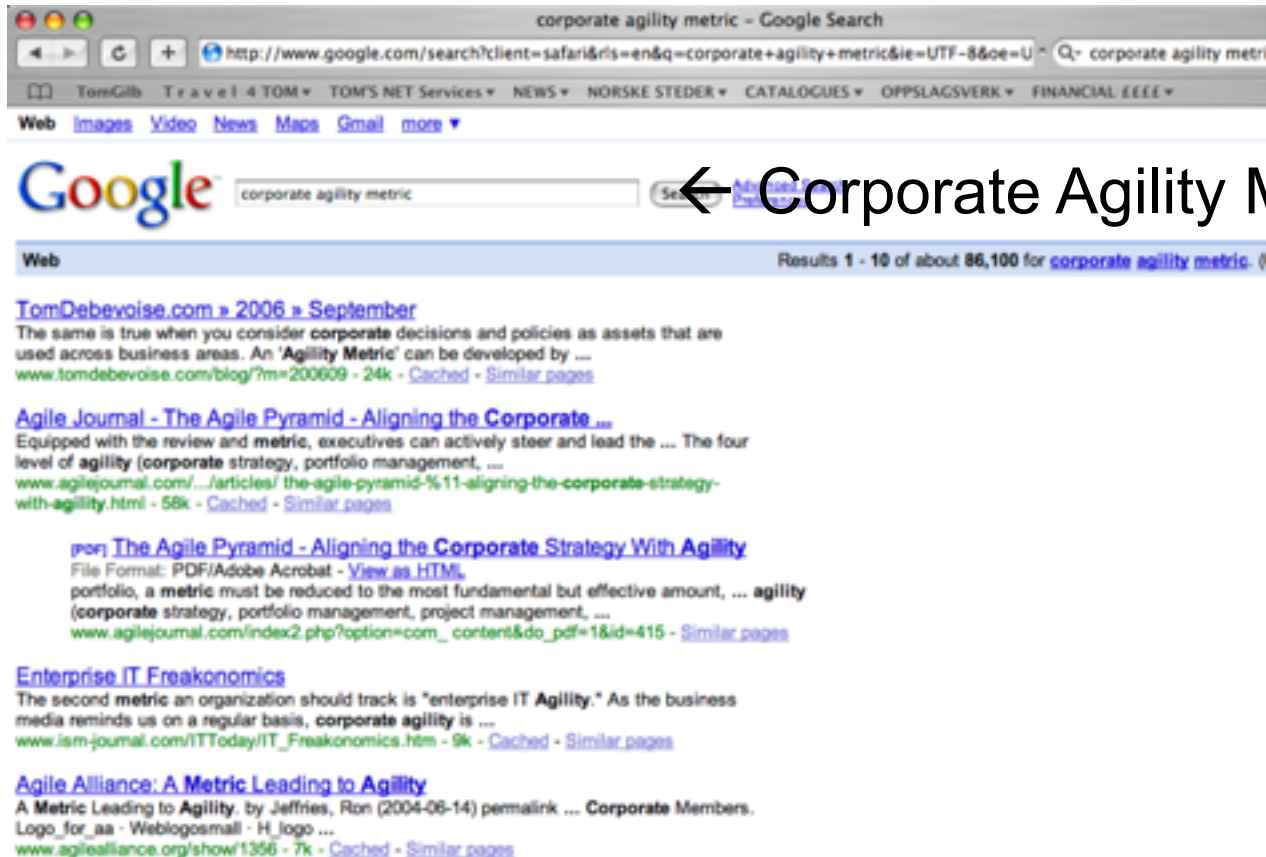 corporate agility metric – Google Search
http://www.google.com/search?client=safari&rls=en&q=corporate+agility+metric&ie=UTF-8&oe=U corporate agility metri
TomGilb Travel 4 TOM TOM'S NET Services NEWS NORSKE STEDER CATALOGUES OPPSLAGSVERK FINANCIAL ££££
Web Images Video News Maps Gmail more ▼
Google corporate agility metric ← Corporate Agility M
Web Results 1 - 10 of about 86,100 for corporate agility metric. (
TomDebevoise.com » 2006 » September
The same is true when you consider corporate decisions and policies as assets that are
used across business areas. An 'Agility Metric' can be developed by ...
www.tomdebevoise.com/blog/?m=200609 - 24k - Cached - Similar pages
Agile Journal - The Agile Pyramid - Aligning the Corporate ...
Equipped with the review and metric, executives can actively steer and lead the ... The four
level of agility (corporate strategy, portfolio management, ...
www.agilejournal.com/.../articles/ the-agile-pyramid-%11-aligning-the-corporate-strategy-
with-agillity.html - 58k - Cached - Similar pages
[PDF] The Agile Pyramid - Aligning the Corporate Strategy With Agility
File Format: PDF/Adobe Acrobat - View as HTML
portfolio, a metric must be reduced to the most fundamental but effective amount, ... agility
(corporate strategy, portfolio management, project management, ...
www.agilejournal.com/index2.php?option=com_ content&do_pdf=1&id=415 - Similar pages
Enterprise IT Freakonomics
The second metric an organization should track is "enterprise IT Agility." As the business
media reminds us on a regular basis, corporate agility is ...
www.ism-journal.com/ITToday/IT_Freakonomics.htm - 9k - Cached - Similar pages
Agile Alliance: A Metric Leading to Agility
A Metric Leading to Agility. by Jeffries, Ron (2004-06-14) permalink ... Corporate Members.
Logo_for_aa · Weblogosmall · H_logo ...
www.agilealliance.org/show/1356 - 7k - Cached - Similar pages